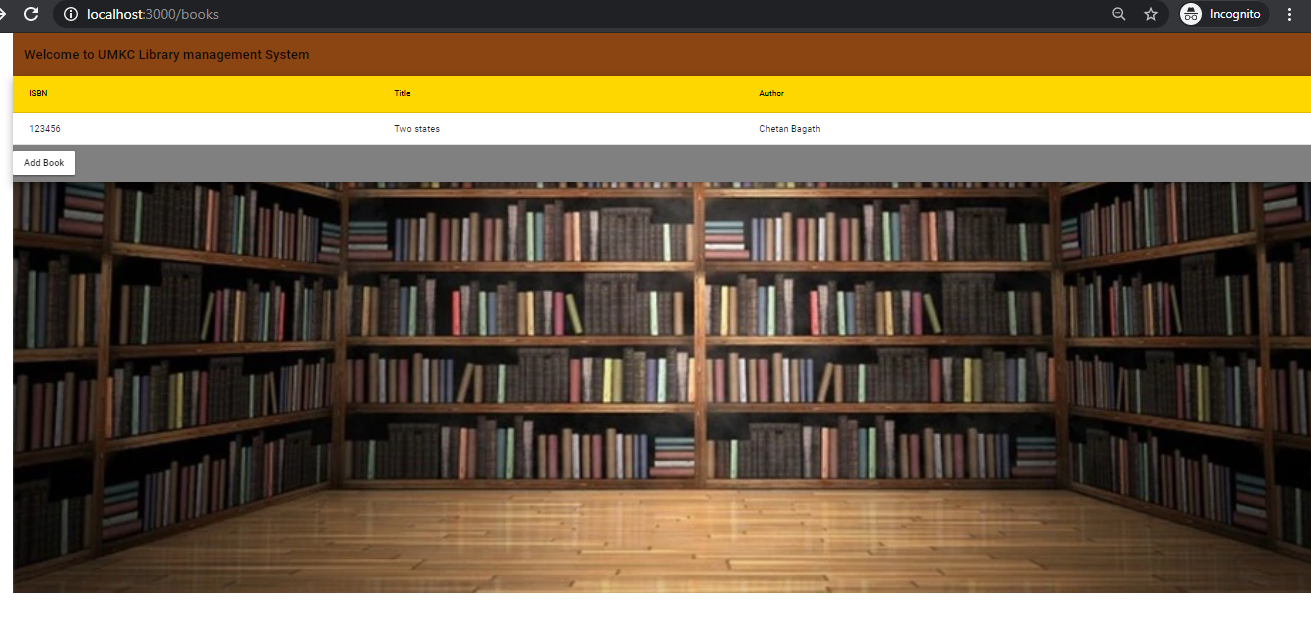 localhost:3000/books
Incognito
Welcome to UMKC Library management System
ISBN Title Author
123456 Two states Chetan Bagath
Add Book